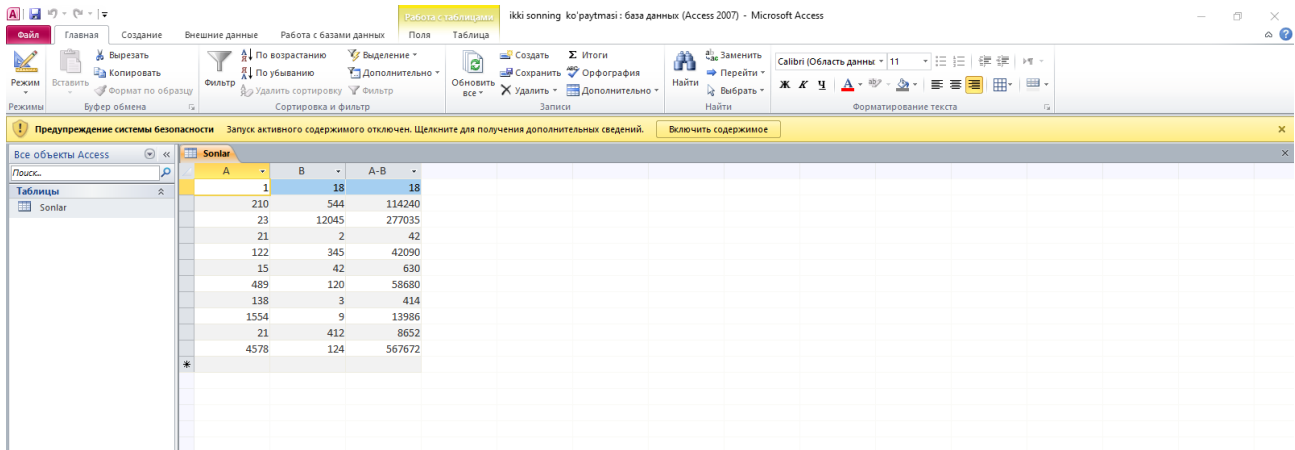 Работа с таблицами
ikki sonning ko'paytmasi : база данных (Access 2007) - Microsoft Access
Файл Главная Создание Внешние данные Работа с базами данных Поля Таблица
Режим
Режимы
Вставить
Вырезать
Копировать
Формат по образцу
Буфер обмена
Фильтр
По возрастанию
По убыванию
Удалить сортировку
Выделение
Дополнительно
Фильтр
Сортировка и фильтр
Обновить
все
Создать
Сохранить
Удалить
Итоги
Орфография
Дополнительно
Записи
Найти
Заменить
Перейти
Выбрать
Найти
Calibri (Область данны 11
Ж К Ч A
Форматирование текста
Предупреждение системы безопасности Запуск активного содержимого отключен. Щелкните для получения дополнительных сведений. Включить содержимое
Все объекты Access
Поиск...
Таблицы
Sonlar
Sonlar
A B A-B
1 18 18
210 544 114240
23 12045 277035
21 2 42
122 345 42090
15 42 630
489 120 58680
138 3 414
1554 9 13986
21 412 8652
4578 124 567672